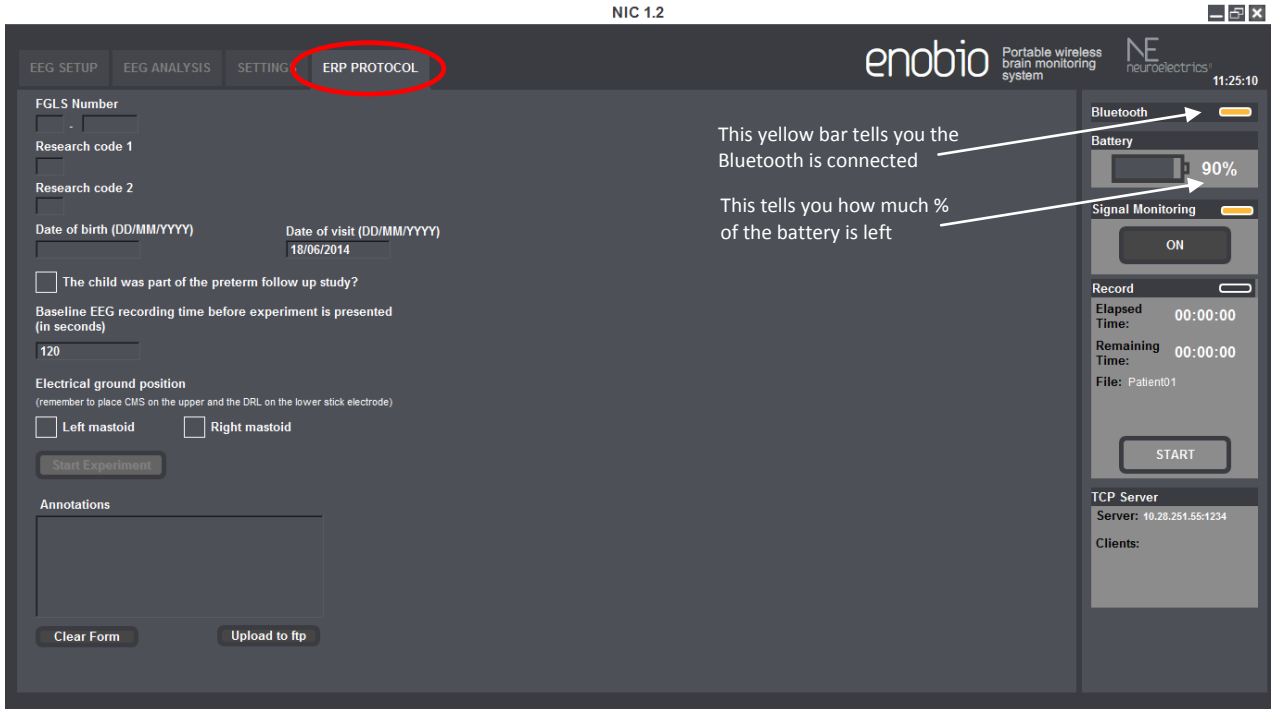 NIC 1.2
EEG SETUP EEG ANALYSIS SETTINGS ERP PROTOCOL
enobio Portable wireless
brain monitoring
system
NE
neuroelectrics®
11:25:10
FGLS Number
-
Research code 1
Research code 2
Date of birth (DD/MM/YYYY) Date of visit (DD/MM/YYYY)
18/06/2014
The child was part of the preterm follow up study?
Baseline EEG recording time before experiment is presented
(in seconds)
120
Electrical ground position
(remember to place CMS on the upper and the DRL on the lower stick electrode)
Left mastoid Right mastoid
Start Experiment
Annotations
Clear Form Upload to ftp
This yellow bar tells you the
Bluetooth is connected
This tells you how much %
of the battery is left
Bluetooth
Battery
90%
Signal Monitoring
ON
Record
Elapsed
Time: 00:00:00
Remaining
Time: 00:00:00
File: Patient01
START
TCP Server
Server: 10.28.251.55:1234
Clients: